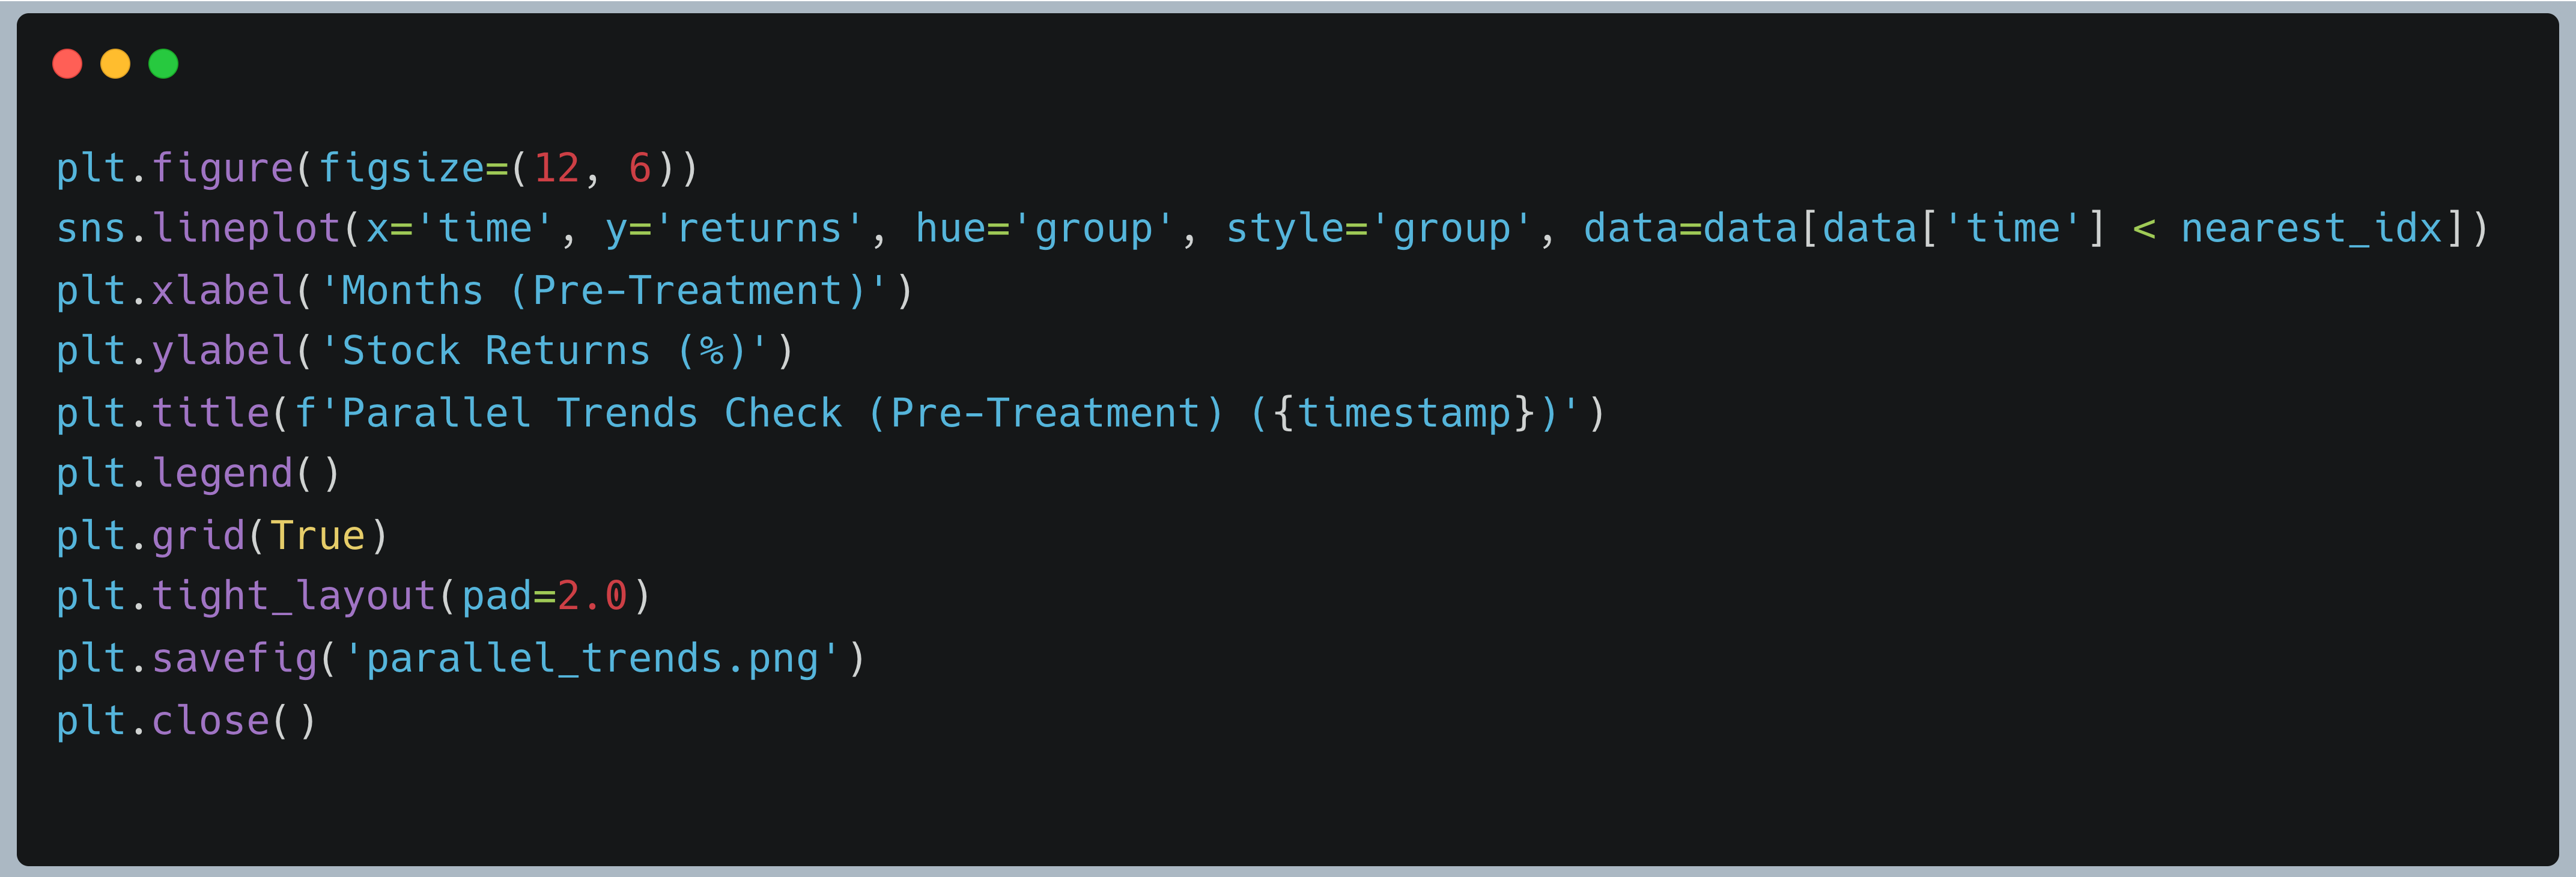 plt.figure(figsize=(12, 6))
sns.lineplot(x='time', y='returns', hue='group', style='group', data=data[data['time'] < nearest_idx])
plt.xlabel('Months (Pre-Treatment)')
plt.ylabel('Stock Returns (%)')
plt.title(f'Parallel Trends Check (Pre-Treatment) ({timestamp})')
plt.legend()
plt.grid(True)
plt.tight_layout(pad=2.0)
plt.savefig('parallel_trends.png')
plt.close()